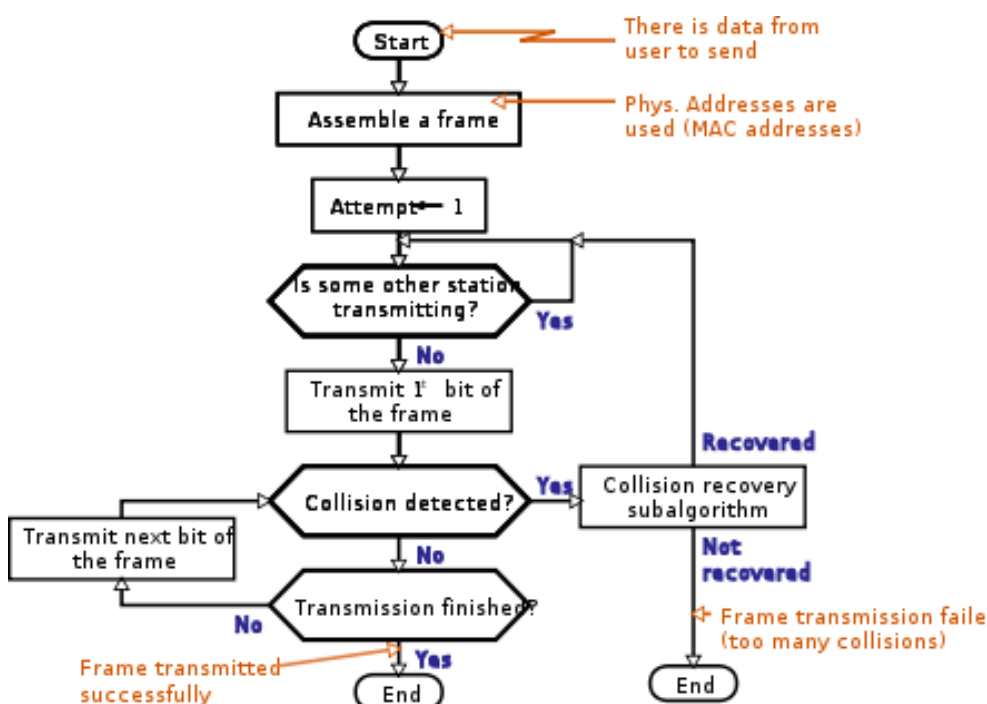 Start
There is data from
user to send
Assemble a frame
Phys. Addresses are
used (MAC addresses)
Attempt← 1
Is some other station
transmitting?
Yes
No
Transmit 1st bit of
the frame
Recovered
Collision detected?
Yes
Collision recovery
subalgorithm
Transmit next bit of
the frame
No
Not
recovered
Transmission finished?
No
Frame transmission faile
(too many collisions)
Yes
Frame transmitted
successfully
End
End